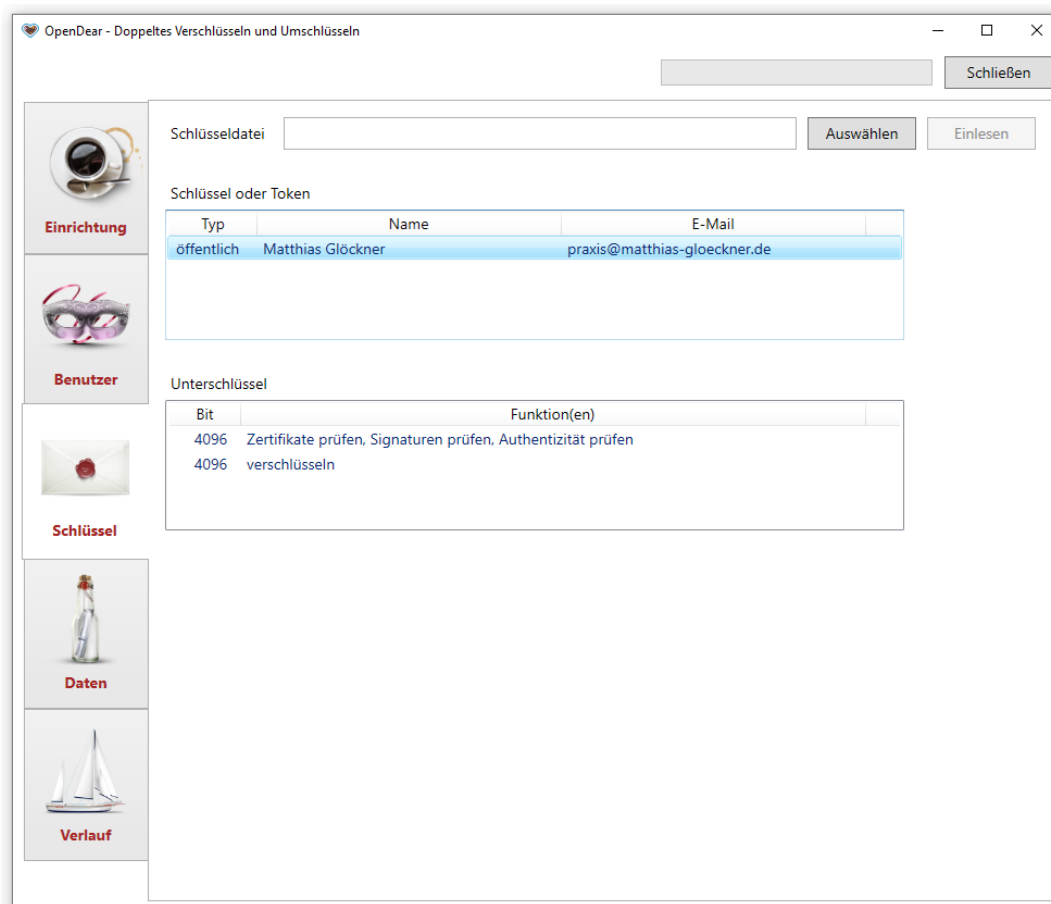 OpenDear - Doppeltes Verschlüsseln und Umschlüsseln
Schließen
Schlüsseldatei
Auswählen
Einlesen
Einrichtung
Schlüssel oder Token
Typ Name E-Mail
öffentlich Matthias Glöckner praxis@matthias-gloeckner.de
Benutzer
Unterschlüssel
Bit Funktion(en)
4096 Zertifikate prüfen, Signaturen prüfen, Authentizität prüfen
4096 verschlüsseln
Schlüssel
Daten
Verlauf